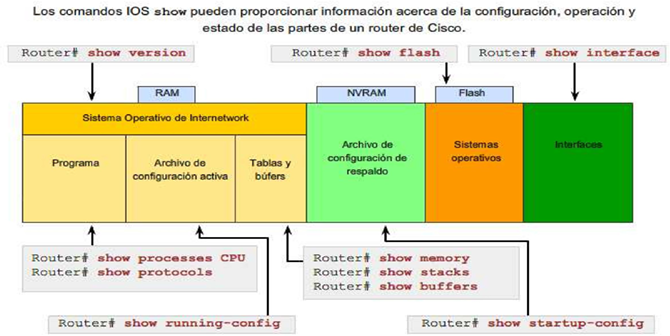 Los comandos IOS show pueden proporcionar información acerca de la configuración, operación y
estado de las partes de un router de Cisco.
Router# show version
Router# show flash
Router# show interface
RAM
NVRAM
Flash
Sistema Operativo de Internetwork
Programa
Archivo de
configuración activa
Tablas y
búfers
Archivo de
configuración de
respaldo
Sistemas
operativos
Interfaces
Router# show processes CPU
Router# show protocols
Router# show memory
Router# show stacks
Router# show buffers
Router# show running-config
Router# show startup-config